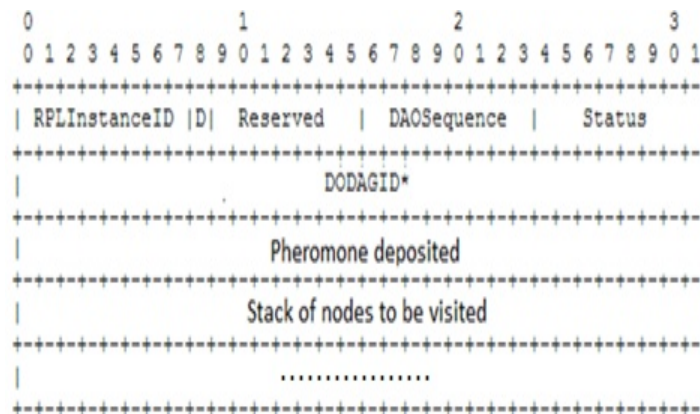 0 1 2 3
0 1 2 3 4 5 6 7 8 9 0 1 2 3 4 5 6 7 8 9 0 1 2 3 4 5 6 7 8 9 0 1
+-+-+-+-+-+-+-+-+-+-+-+-+-+-+-+-+-+-+-+-+-+-+-+-+-+-+-+-+-+-+-+
| RPLInstanceID |D| Reserved | DAOSequence | Status
+-+-+-+-+-+-+-+-+-+-+-+-+-+-+-+-+-+-+-+-+-+-+-+-+-+-+-+-+-+-+-+
| DODAGID*
+-+-+-+-+-+-+-+-+-+-+-+-+-+-+-+-+-+-+-+-+-+-+-+-+-+-+-+-+-+-+-+
| Pheromone deposited
+-+-+-+-+-+-+-+-+-+-+-+-+-+-+-+-+-+-+-+-+-+-+-+-+-+-+-+-+-+-+-+
| Stack of nodes to be visited
+-+-+-+-+-+-+-+-+-+-+-+-+-+-+-+-+-+-+-+-+-+-+-+-+-+-+-+-+-+-+-+
| .................
+-+-+-+-+-+-+-+-+-+-+-+-+-+-+-+-+-+-+-+-+-+-+-+-+-+-+-+-+-+-+-+